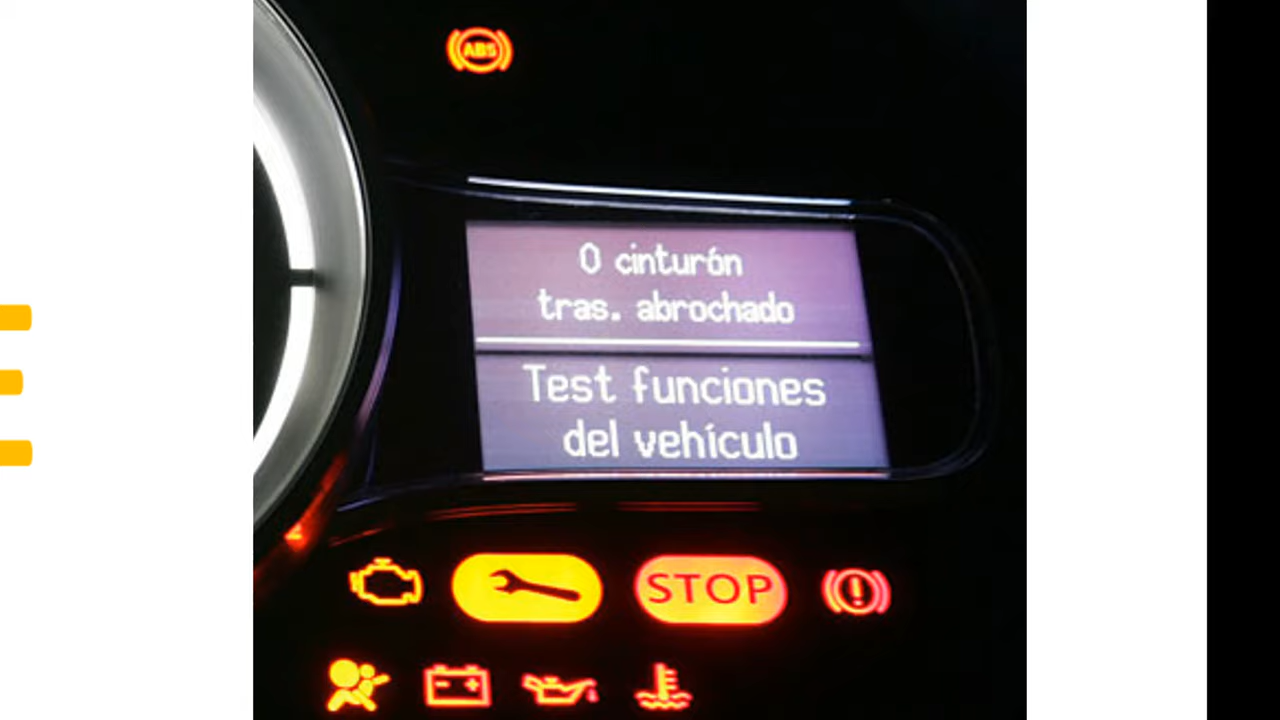 ABS
0 cinturón
tras. abrochado
Test funciones
del vehículo
STOP